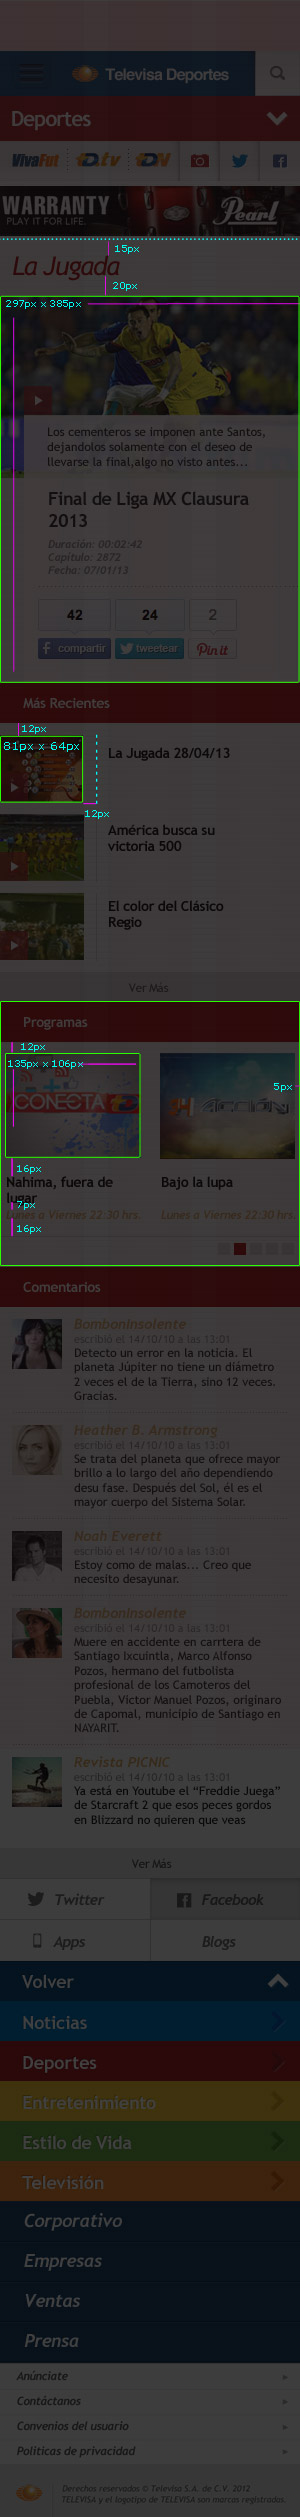 Televisa Deportes
Deportes
VivaFut TDtv TDN
WARRANTY
PLAY IT FOR LIFE. Pearl
15px
La Jugada
20px
297px x 385px
Los cementeros se imponen ante Santos,
dejandolos solamente con el deseo de
llevarse la final,algo no visto antes...
Final de Liga MX Clausura
2013
Duración: 00:02:42
Capítulo: 2872
Fecha: 07/01/13
42 24 2
compartir twittear Pinit
Más Recientes
12px
81px x 64px
La Jugada 28/04/13
12px
América busca su
victoria 500
El color del Clásico
Regio
Ver Más
Programas
12px
135px x 106px
5px
CONECTA
ACCIÓN
16px
Nahima, fuera de
lugar
Bajo la lupa
7px
Lunes a Viernes 22:30 hrs.
Lunes a Viernes 22:30 hrs.
16px
Comentarios
BombonInsolente
escribió el 14/10/10 a las 13:01
Detecto un error en la noticia. El
planeta Júpiter no tiene un diámetro
2 veces el de la Tierra, sino 12 veces.
Gracias.
Heather B. Armstrong
escribió el 14/10/10 a las 13:01
Se trata del planeta que ofrece mayor
brillo a lo largo del año dependiendo
desu fase. Después del Sol, él es el
mayor cuerpo del Sistema Solar.
Noah Everett
escribió el 14/10/10 a las 13:01
Estoy como de malas... Creo que
necesito desayunar.
BombonInsolente
escribió el 14/10/10 a las 13:01
Muere en accidente en carrtera de
Santiago Ixcuintla, Marco Alfonso
Pozos, hermano del futbolista
profesional de los Camoteros del
Puebla, Víctor Manuel Pozos, originaro
de Capomal, municipio de Santiago en
NAYARIT.
Revista PICNIC
escribió el 14/10/10 a las 13:01
Ya está en Youtube el “Freddie Juega”
de Starcraft 2 que esos peces gordos
en Blizzard no quieren que veas
Ver Más
Twitter Facebook
Apps Blogs
Volver
Noticias
Deportes
Entretenimiento
Estilo de Vida
Televisión
Corporativo
Empresas
Ventas
Prensa
Anúnciate
Contáctanos
Convenios del usuario
Politicas de privacidad
Derechos reservados © Televisa S.A. de C.V. 2012
TELEVISA y el logotipo de TELEVISA son marcas registradas.